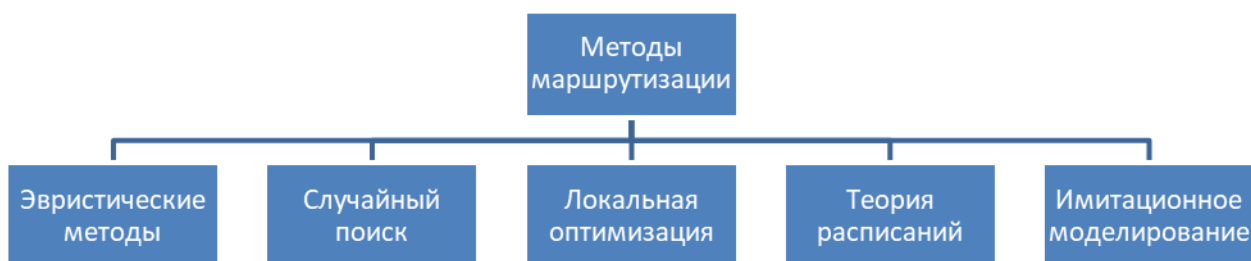 Методы
маршрутизации
Эвристические
методы
Случайный
поиск
Локальная
оптимизация
Теория
расписаний
Имитационное
моделирование